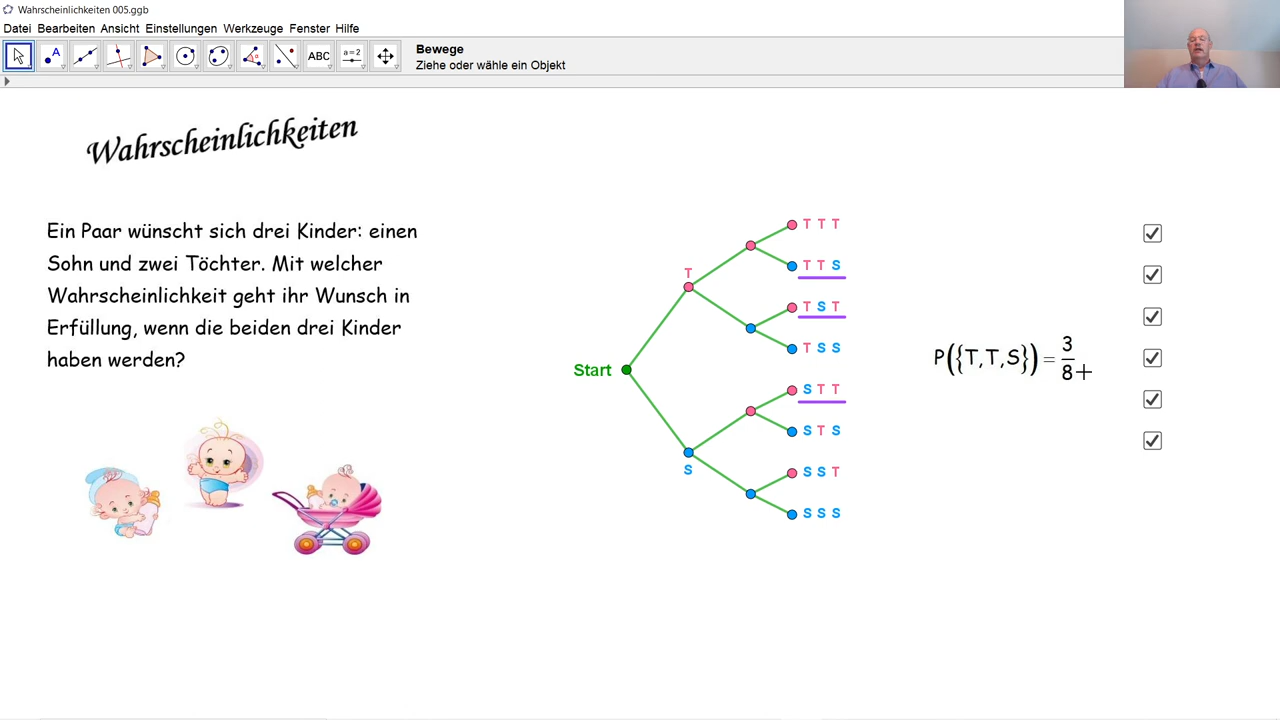 Wahrscheinlichkeiten 005.ggb
Datei Bearbeiten Ansicht Einstellungen Werkzeuge Fenster Hilfe
A
ABC
a=2
Bewege
Ziehe oder wähle ein Objekt
Wahrscheinlichkeiten
Ein Paar wünscht sich drei Kinder: einen
Sohn und zwei Töchter. Mit welcher
Wahrscheinlichkeit geht ihr Wunsch in
Erfüllung, wenn die beiden drei Kinder
haben werden?
Start
T
S
T T T
T T S
T S T
T S S
S T T
S T S
S S T
S S S
P({T,T,S}) = 3/8